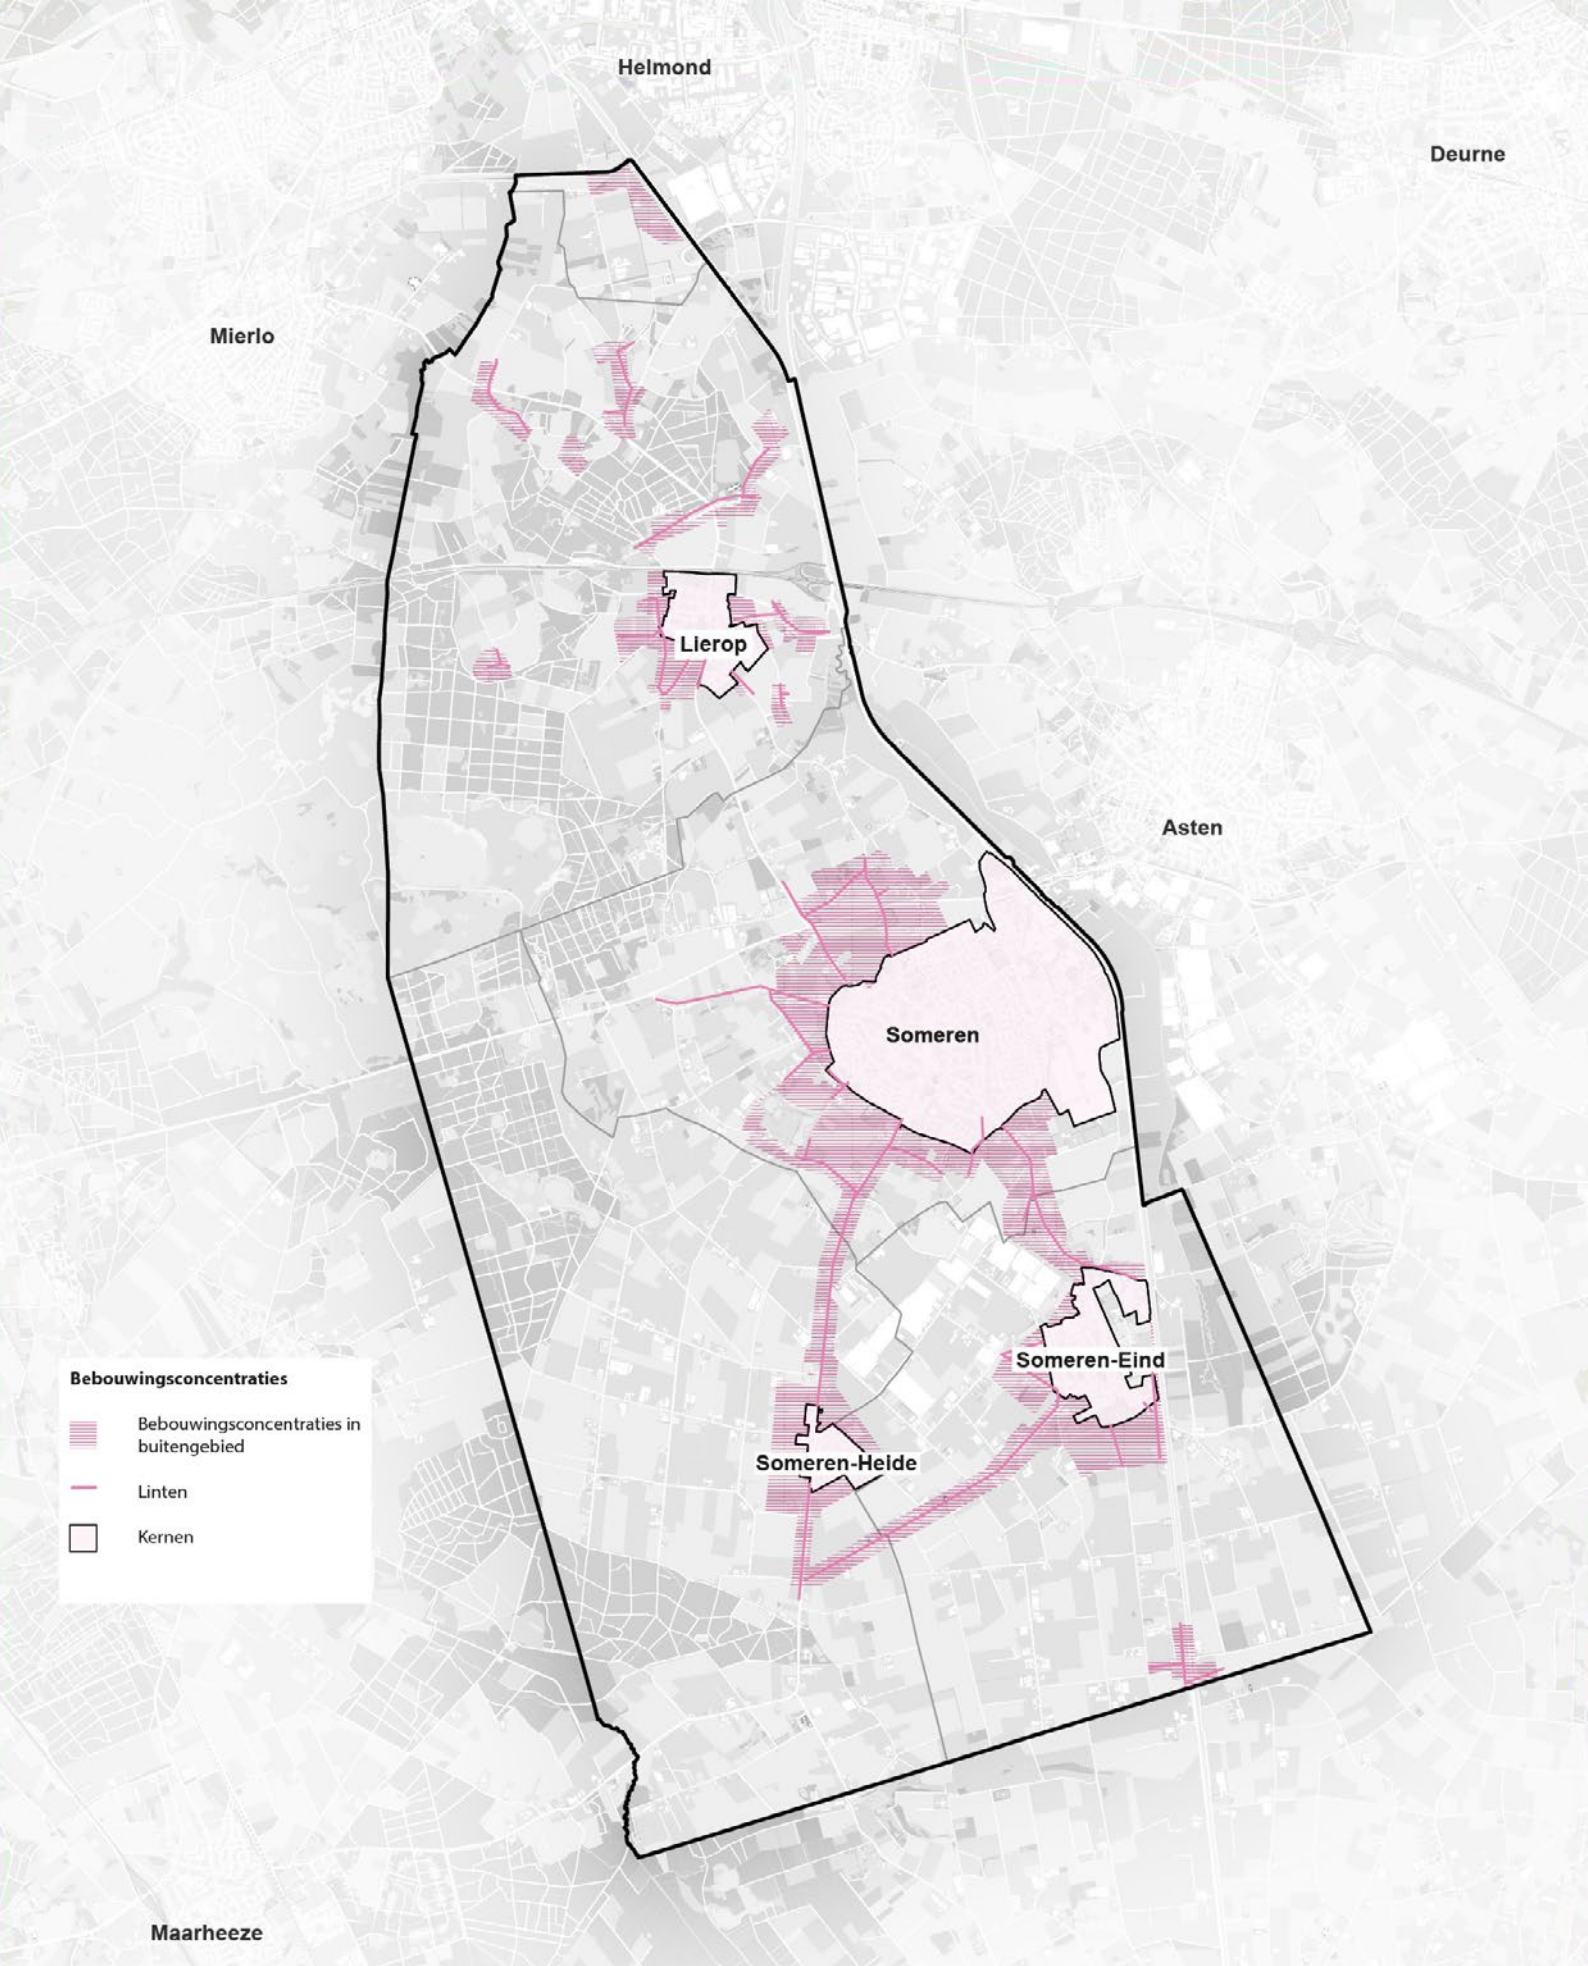 Helmond
Deurne
Mierlo
Lierop
Asten
Someren
Someren-Eind
Someren-Heide
Bebouwingsconcentraties
Bebouwingsconcentraties in
buitengebied
Linten
Kernen
Maarheeze